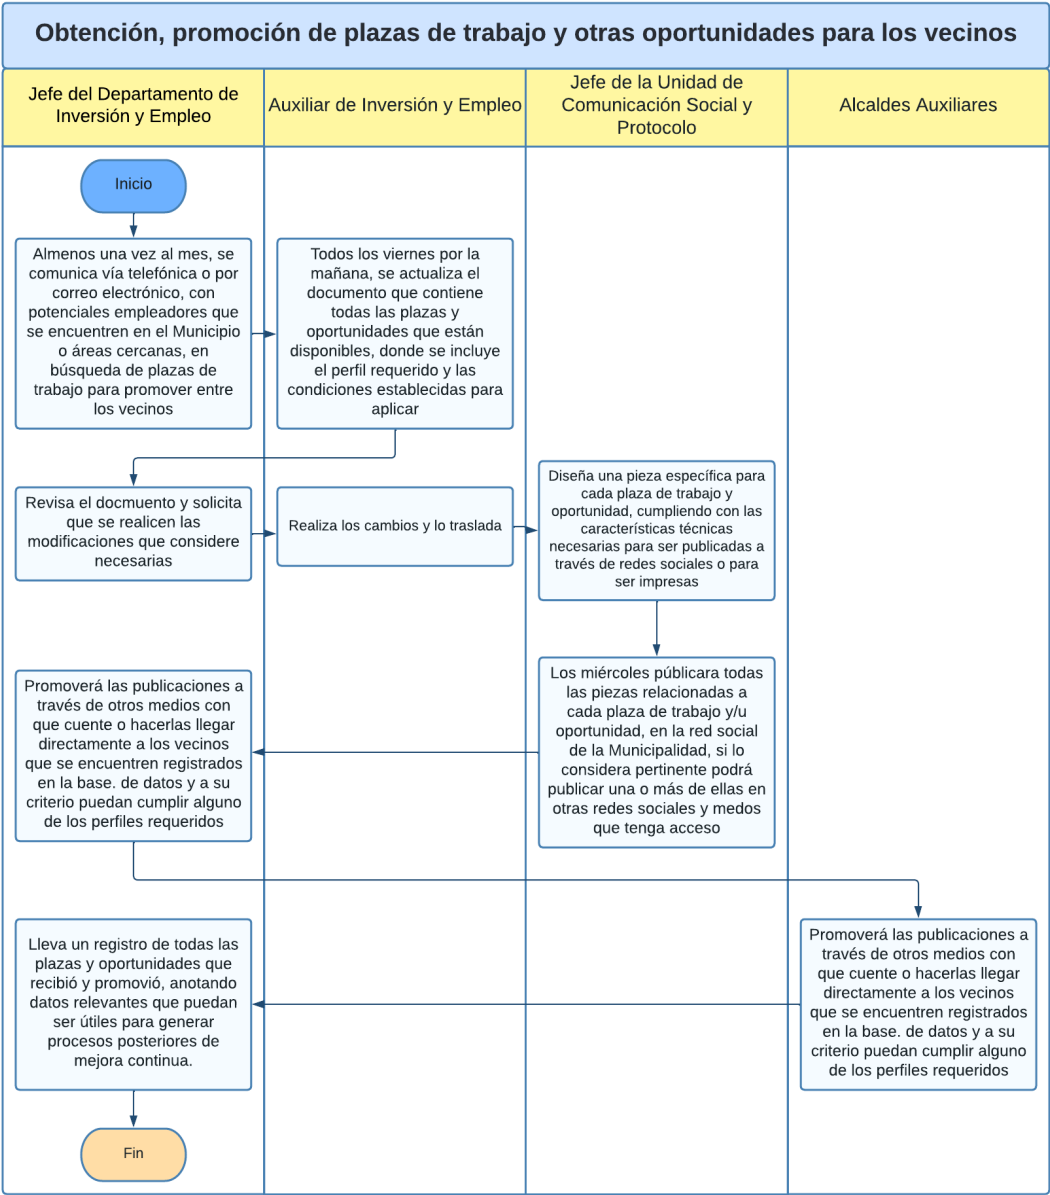 Obtención, promoción de plazas de trabajo y otras oportunidades para los vecinos
Jefe del Departamento de
Inversión y Empleo
Auxiliar de Inversión y Empleo
Jefe de la Unidad de
Comunicación Social y
Protocolo
Alcaldes Auxiliares
Inicio
Almenos una vez al mes, se
comunica vía telefónica o por
correo electrónico, con
potenciales empleadores que
se encuentren en el Municipio
o áreas cercanas, en
búsqueda de plazas de
trabajo para promover entre
los vecinos
Todos los viernes por la
mañana, se actualiza el
documento que contiene
todas las plazas y
oportunidades que están
disponibles, donde se incluye
el perfil requerido y las
condiciones establecidas para
aplicar
Revisa el docmuento y solicita
que se realicen las
modificaciones que considere
necesarias
Realiza los cambios y lo traslada
Diseña una pieza específica para
cada plaza de trabajo y
oportunidad, cumpliendo con las
características técnicas
necesarias para ser publicadas a
través de redes sociales o para
ser impresas
Los miércoles públicara todas
las piezas relacionadas a
cada plaza de trabajo y/u
oportunidad, en la red social
de la Municipalidad, si lo
considera pertinente podrá
publicar una o más de ellas en
otras redes sociales y medos
que tenga acceso
Promoverá las publicaciones a
través de otros medios con
que cuente o hacerlas llegar
directamente a los vecinos
que se encuentren registrados
en la base. de datos y a su
criterio puedan cumplir alguno
de los perfiles requeridos
Promoverá las publicaciones a
través de otros medios con
que cuente o hacerlas llegar
directamente a los vecinos
que se encuentren registrados
en la base. de datos y a su
criterio puedan cumplir alguno
de los perfiles requeridos
Lleva un registro de todas las
plazas y oportunidades que
recibió y promovió, anotando
datos relevantes que puedan
ser útiles para generar
procesos posteriores de
mejora continua.
Fin